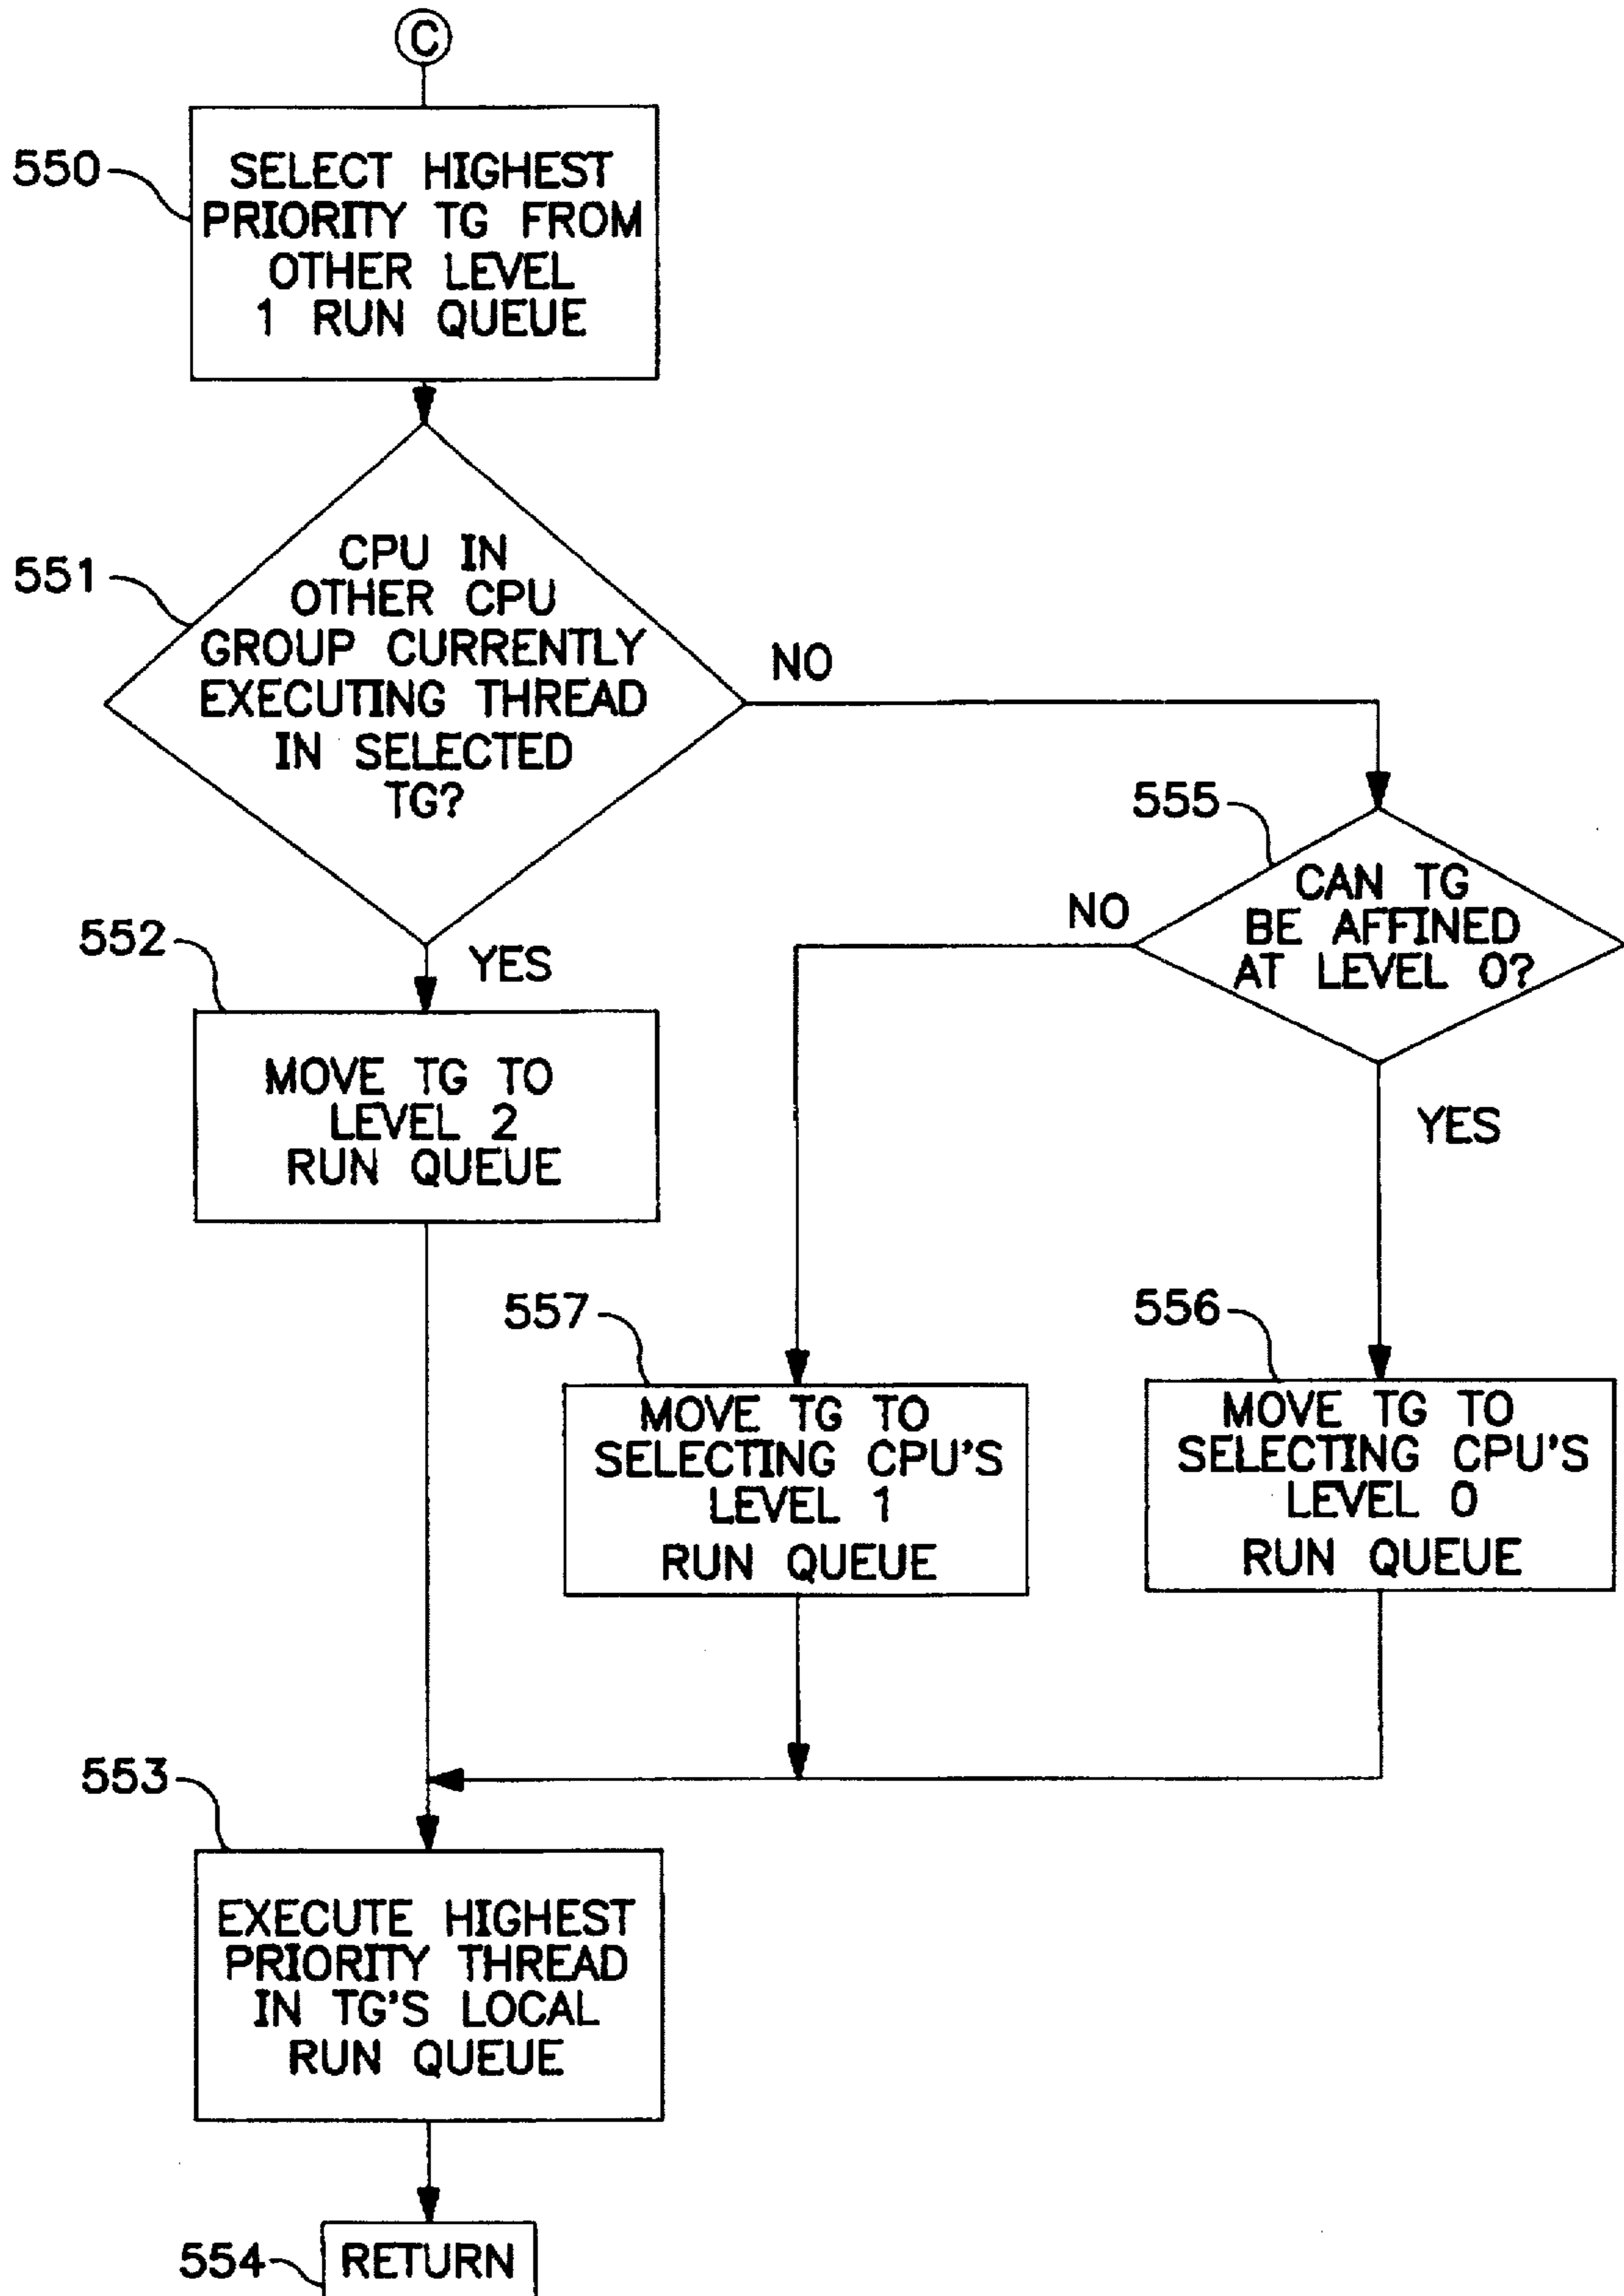 C
550
SELECT HIGHEST
PRIORITY TG FROM
OTHER LEVEL
1 RUN QUEUE
551
CPU IN
OTHER CPU
GROUP CURRENTLY
EXECUTING THREAD
IN SELECTED
TG?
NO
555
CAN TG
BE AFFINED
AT LEVEL 0?
NO
YES
552
YES
MOVE TG TO
LEVEL 2
RUN QUEUE
557
MOVE TG TO
SELECTING CPU'S
LEVEL 1
RUN QUEUE
556
MOVE TG TO
SELECTING CPU'S
LEVEL 0
RUN QUEUE
553
EXECUTE HIGHEST
PRIORITY THREAD
IN TG'S LOCAL
RUN QUEUE
554
RETURN